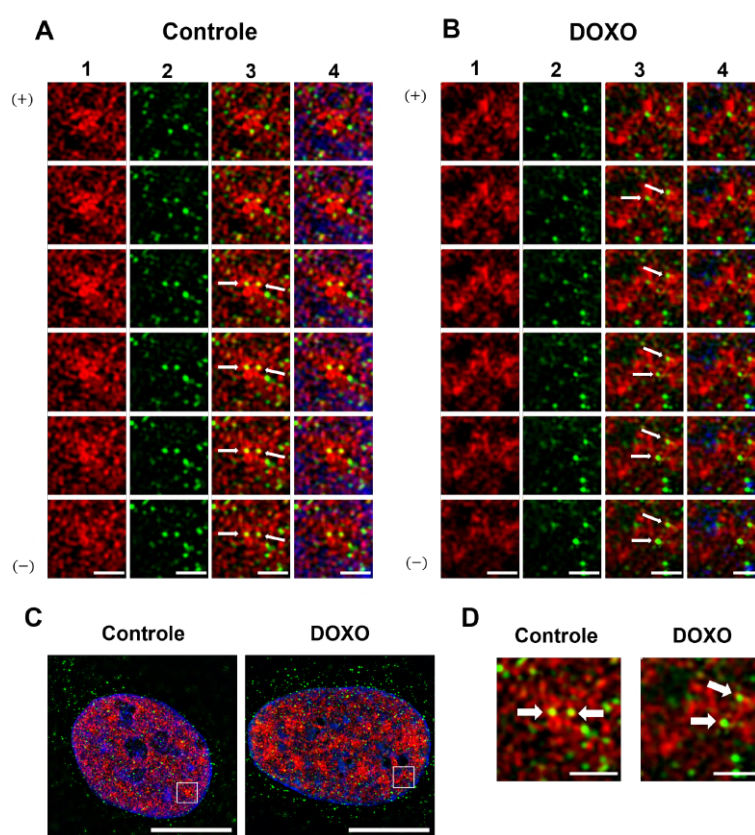 A
Controle
1 2 3 4
(+)
(−)
B
DOXO
1 2 3 4
(+)
(−)
C
Controle
DOXO
D
Controle
DOXO